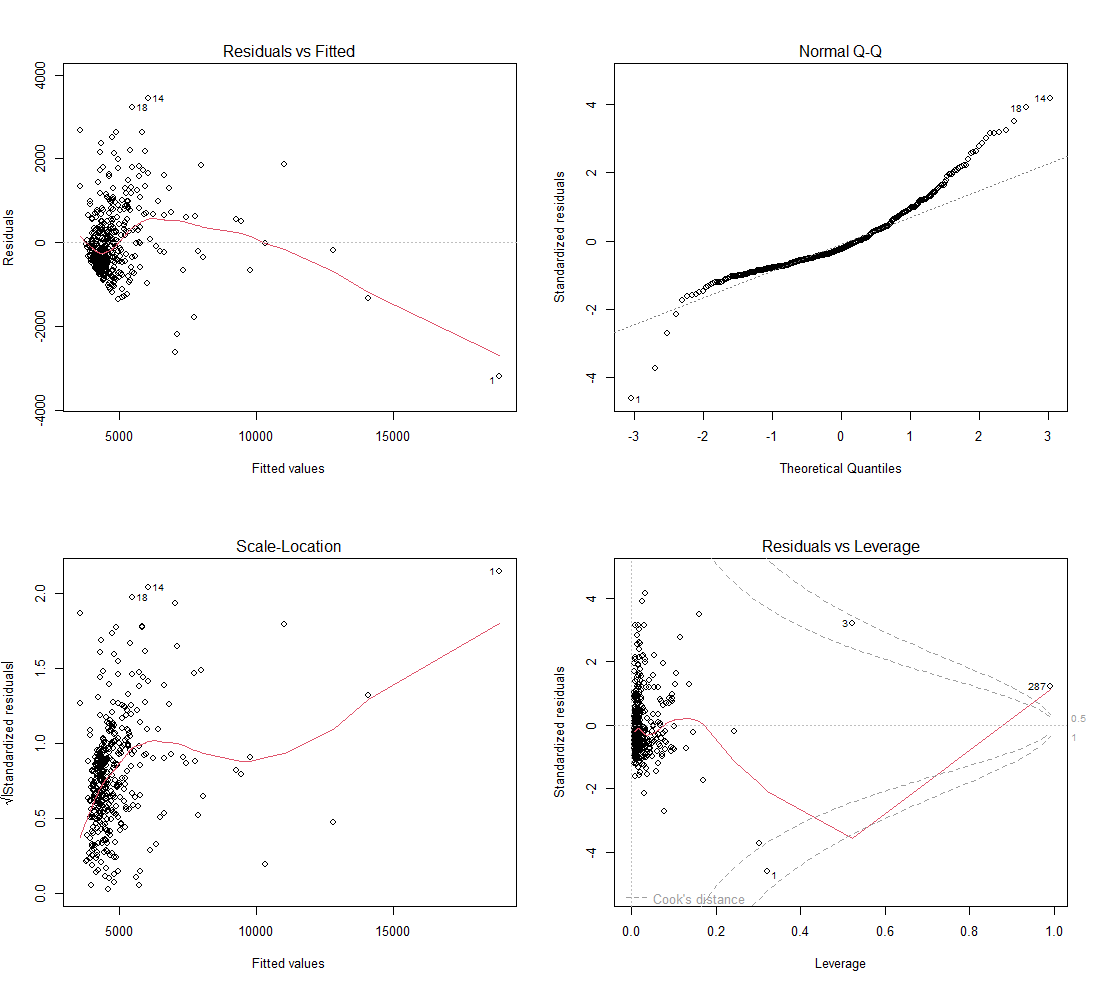 Residuals vs Fitted
4000
2000
0
-2000
-4000
Residuals
14
18
1
5000 10000 15000
Fitted values
Normal Q-Q
4
2
0
-2
-4
Standardized residuals
18
14
1
-3 -2 -1 0 1 2 3
Theoretical Quantiles
Scale-Location
2.0
1.5
1.0
0.5
0.0
√|Standardized residuals|
14
18
1
5000 10000 15000
Fitted values
Residuals vs Leverage
4
2
0
-2
-4
Standardized residuals
3
287
0.5
1
1
Cook's distance
0.0 0.2 0.4 0.6 0.8 1.0
Leverage